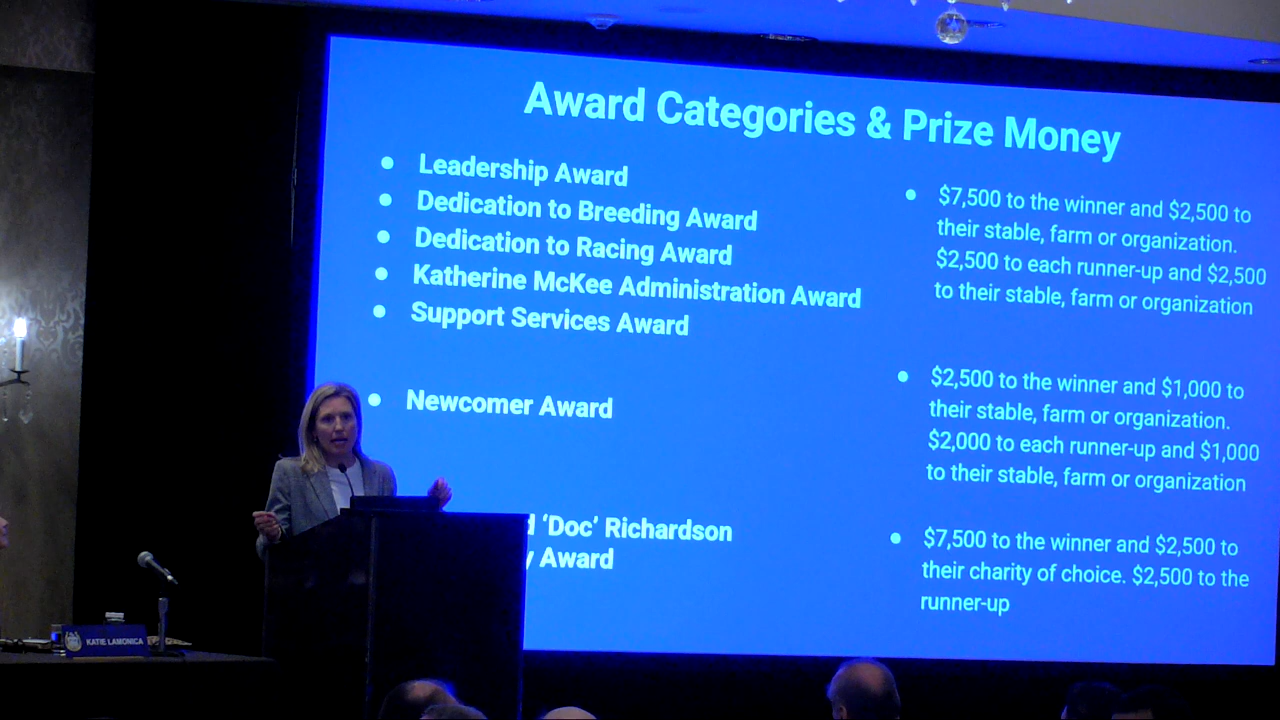 Award Categories & Prize Money
• Leadership Award
• Dedication to Breeding Award
• Dedication to Racing Award
• Katherine McKee Administration Award
• Support Services Award
• $7,500 to the winner and $2,500 to
their stable, farm or organization.
$2,500 to each runner-up and $2,500
to their stable, farm or organization
• Newcomer Award
• $2,500 to the winner and $1,000 to
their stable, farm or organization.
$2,000 to each runner-up and $1,000
to their stable, farm or organization
‘Doc’ Richardson
Award
• $7,500 to the winner and $2,500 to
their charity of choice. $2,500 to the
runner-up
KATIE LAMONICA